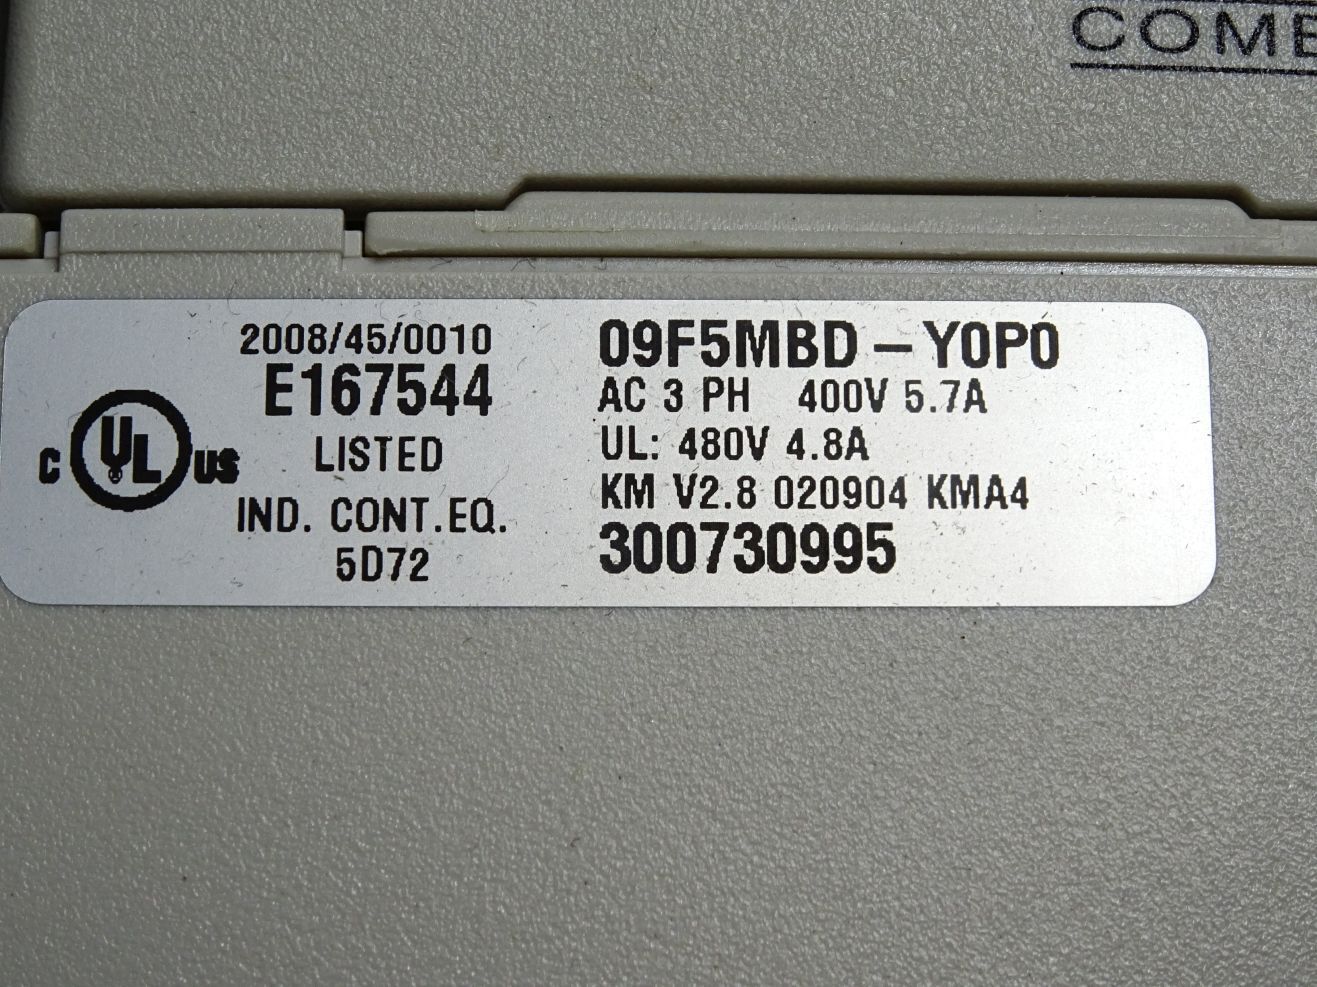 COMB
2008/45/0010
E167544
C UL US
LISTED
IND. CONT.EQ.
5D72
09F5MBD-Y0P0
AC 3 PH 400V 5.7A
UL: 480V 4.8A
KM V2.8 020904 KMA4
300730995